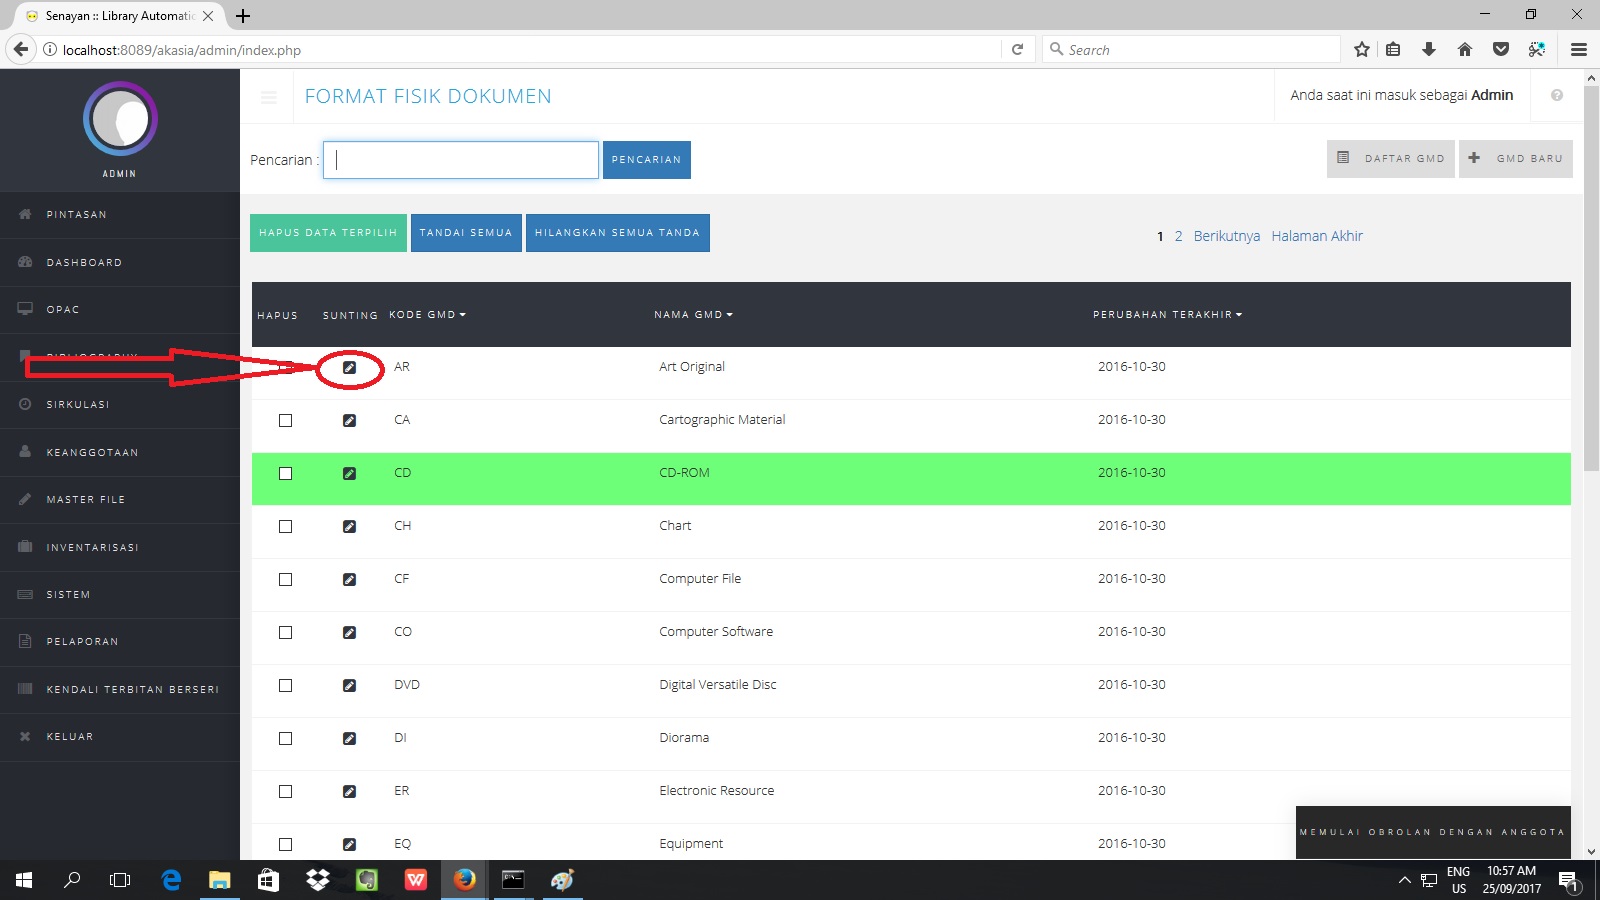 Senayan :: Library Automatic
localhost:8089/akasia/admin/index.php
Search
ADMIN
PINTASAN
DASHBOARD
OPAC
BIBLIOGRAPHY
SIRKULASI
KEANGGOTAAN
MASTER FILE
INVENTARISASI
SISTEM
PELAPORAN
KENDALI TERBITAN BERSERI
KELUAR
FORMAT FISIK DOKUMEN
Anda saat ini masuk sebagai Admin
Pencarian :
PENCARIAN
DAFTAR GMD
GMD BARU
HAPUS DATA TERPILIH
TANDAI SEMUA
HILANGKAN SEMUA TANDA
1 2 Berikutnya Halaman Akhir
HAPUS SUNTING KODE GMD NAMA GMD PERUBAHAN TERAKHIR
AR Art Original 2016-10-30
CA Cartographic Material 2016-10-30
CD CD-ROM 2016-10-30
CH Chart 2016-10-30
CF Computer File 2016-10-30
CO Computer Software 2016-10-30
DVD Digital Versatile Disc 2016-10-30
DI Diorama 2016-10-30
ER Electronic Resource 2016-10-30
EQ Equipment 2016-10-30
MEMULAI OBROLAN DENGAN ANGGOTA
ENG
US
10:57 AM
25/09/2017
1